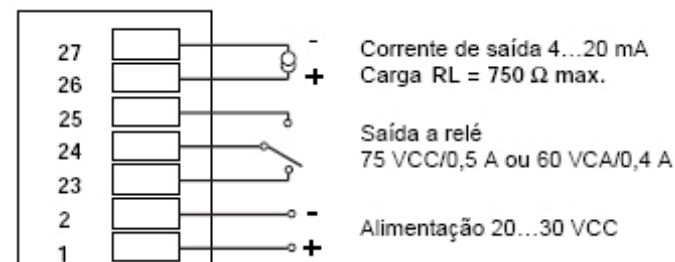 27
-
Corrente de saída 4...20 mA
26
+
Carga RL = 750 Ω max.
25
Saída a relé
24
75 VCC/0,5 A ou 60 VCA/0,4 A
23
2
-
Alimentação 20...30 VCC
1
+